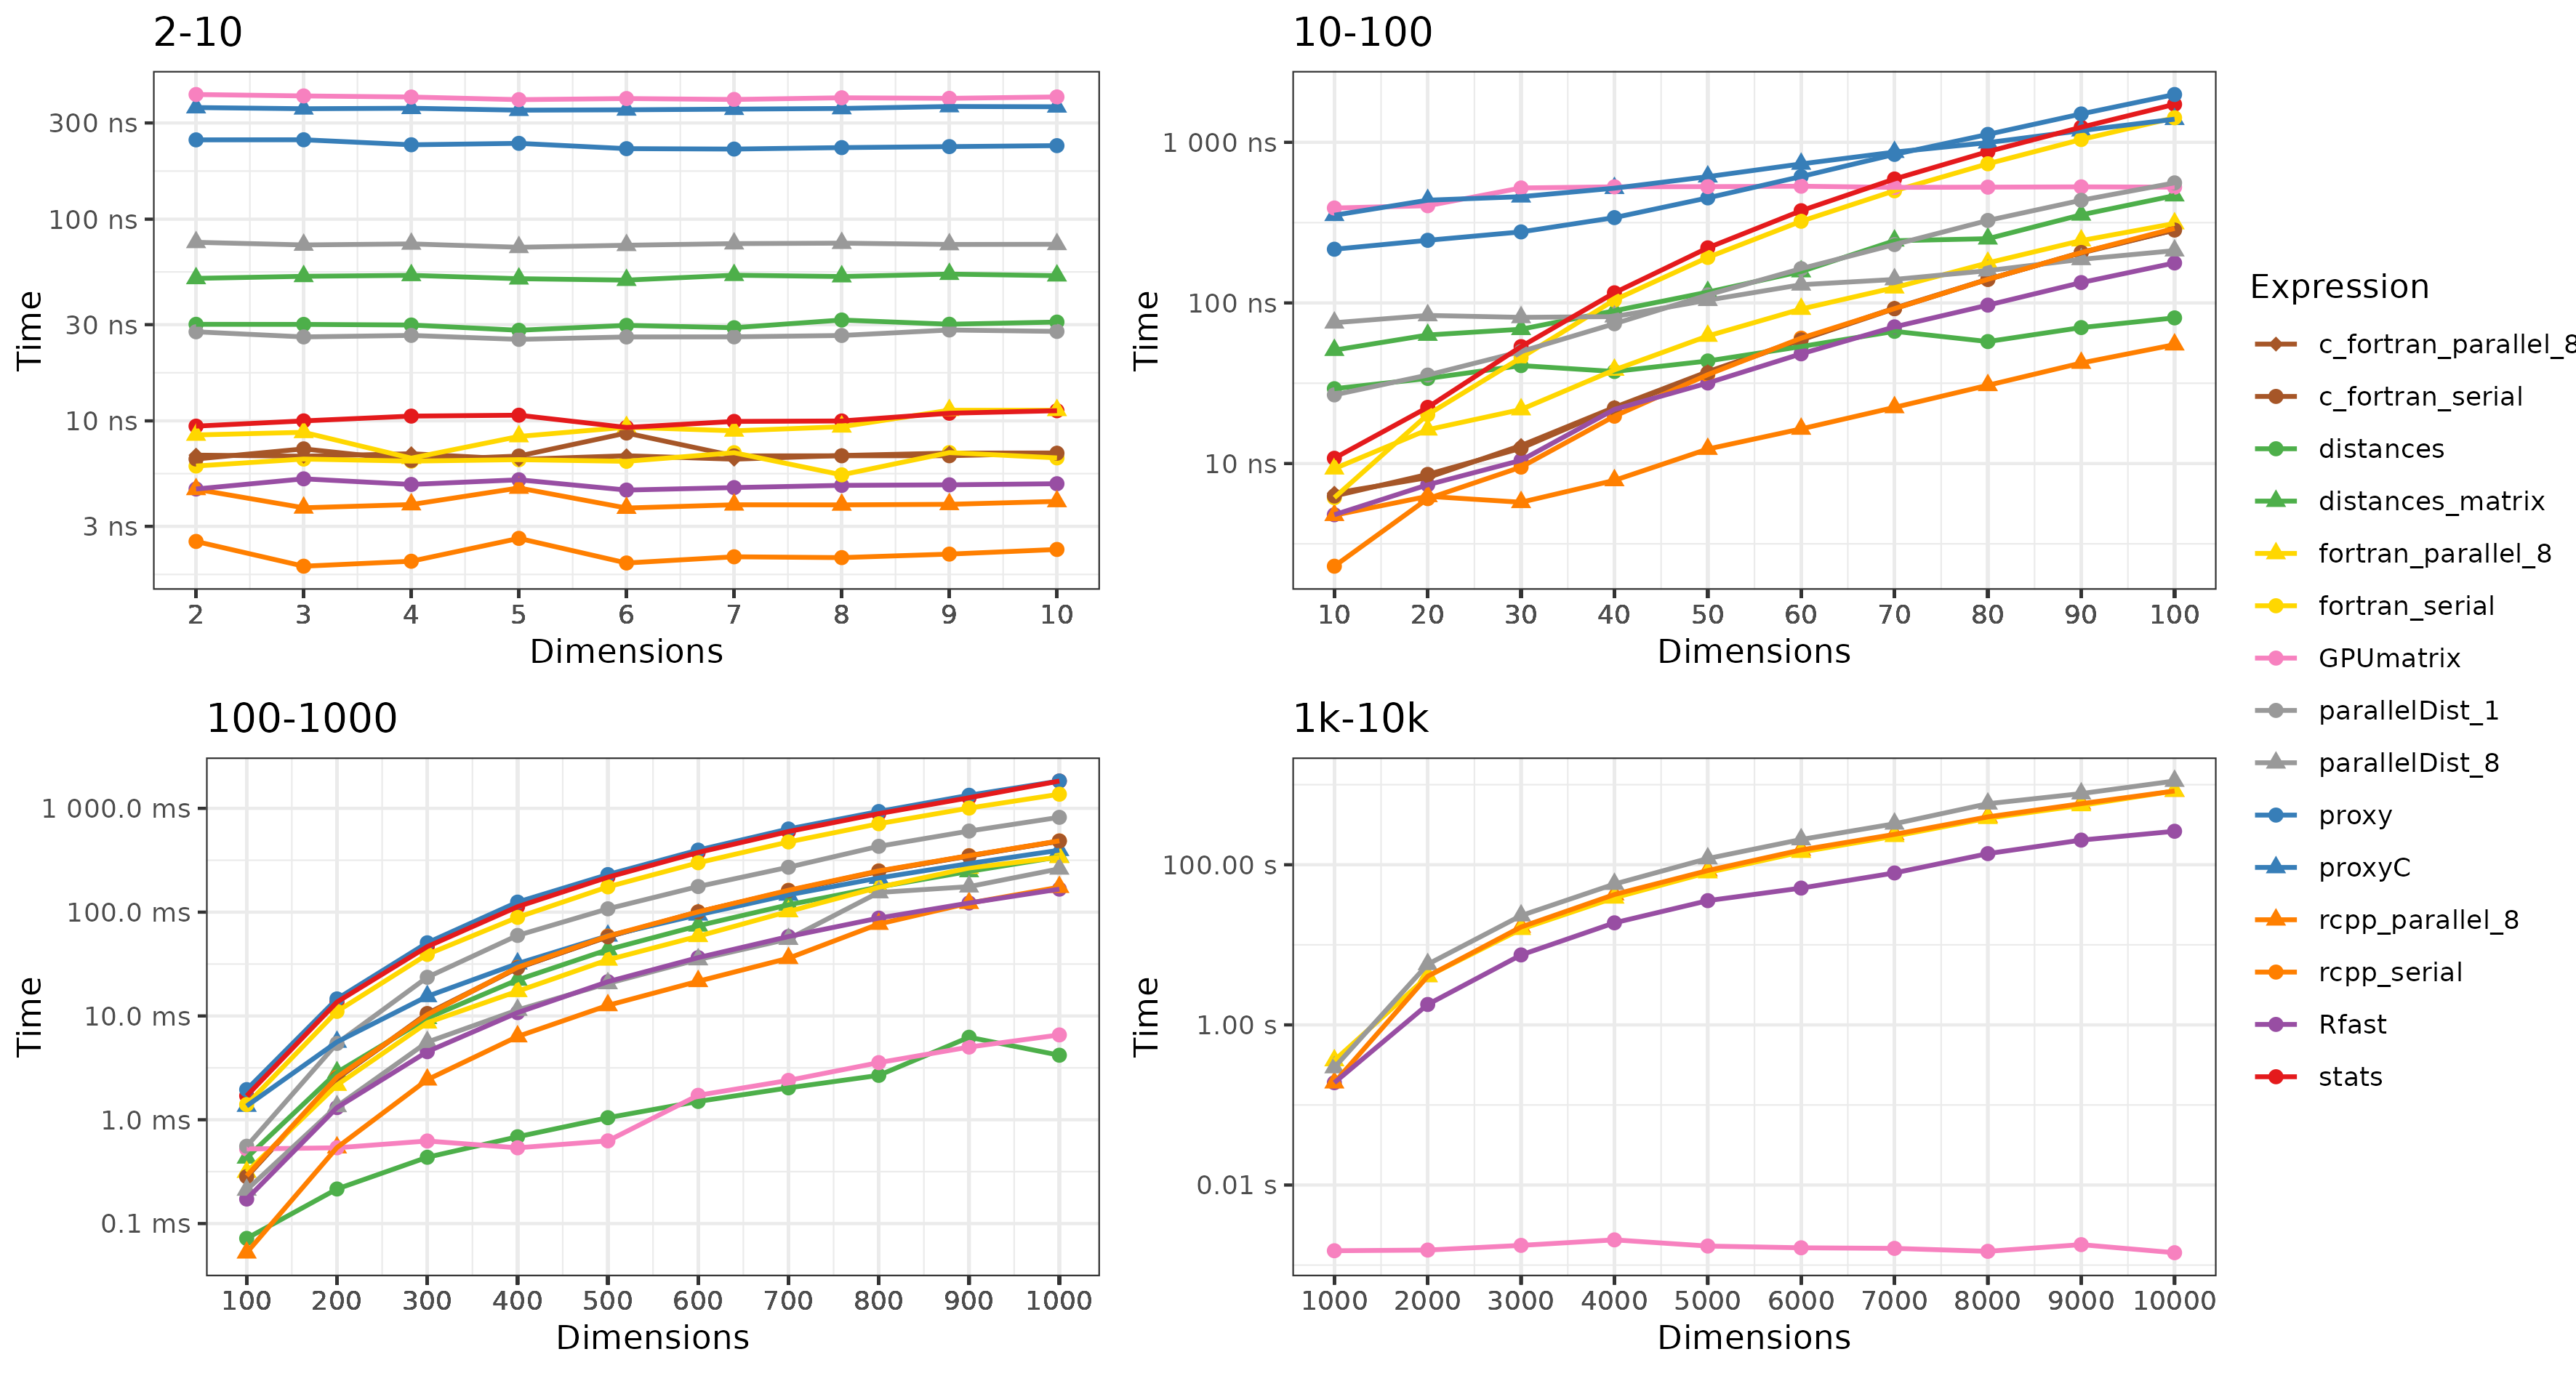 2-10
Time
300 ns
100 ns
30 ns
10 ns
3 ns
2 3 4 5 6 7 8 9 10
Dimensions
10-100
Time
1 000 ns
100 ns
10 ns
10 20 30 40 50 60 70 80 90 100
Dimensions
100-1000
Time
1 000.0 ms
100.0 ms
10.0 ms
1.0 ms
0.1 ms
100 200 300 400 500 600 700 800 900 1000
Dimensions
1k-10k
Time
100.00 s
1.00 s
0.01 s
1000 2000 3000 4000 5000 6000 7000 8000 9000 10000
Dimensions
Expression
c_fortran_parallel_8
c_fortran_serial
distances
distances_matrix
fortran_parallel_8
fortran_serial
GPUmatrix
parallelDist_1
parallelDist_8
proxy
proxyC
rcpp_parallel_8
rcpp_serial
Rfast
stats